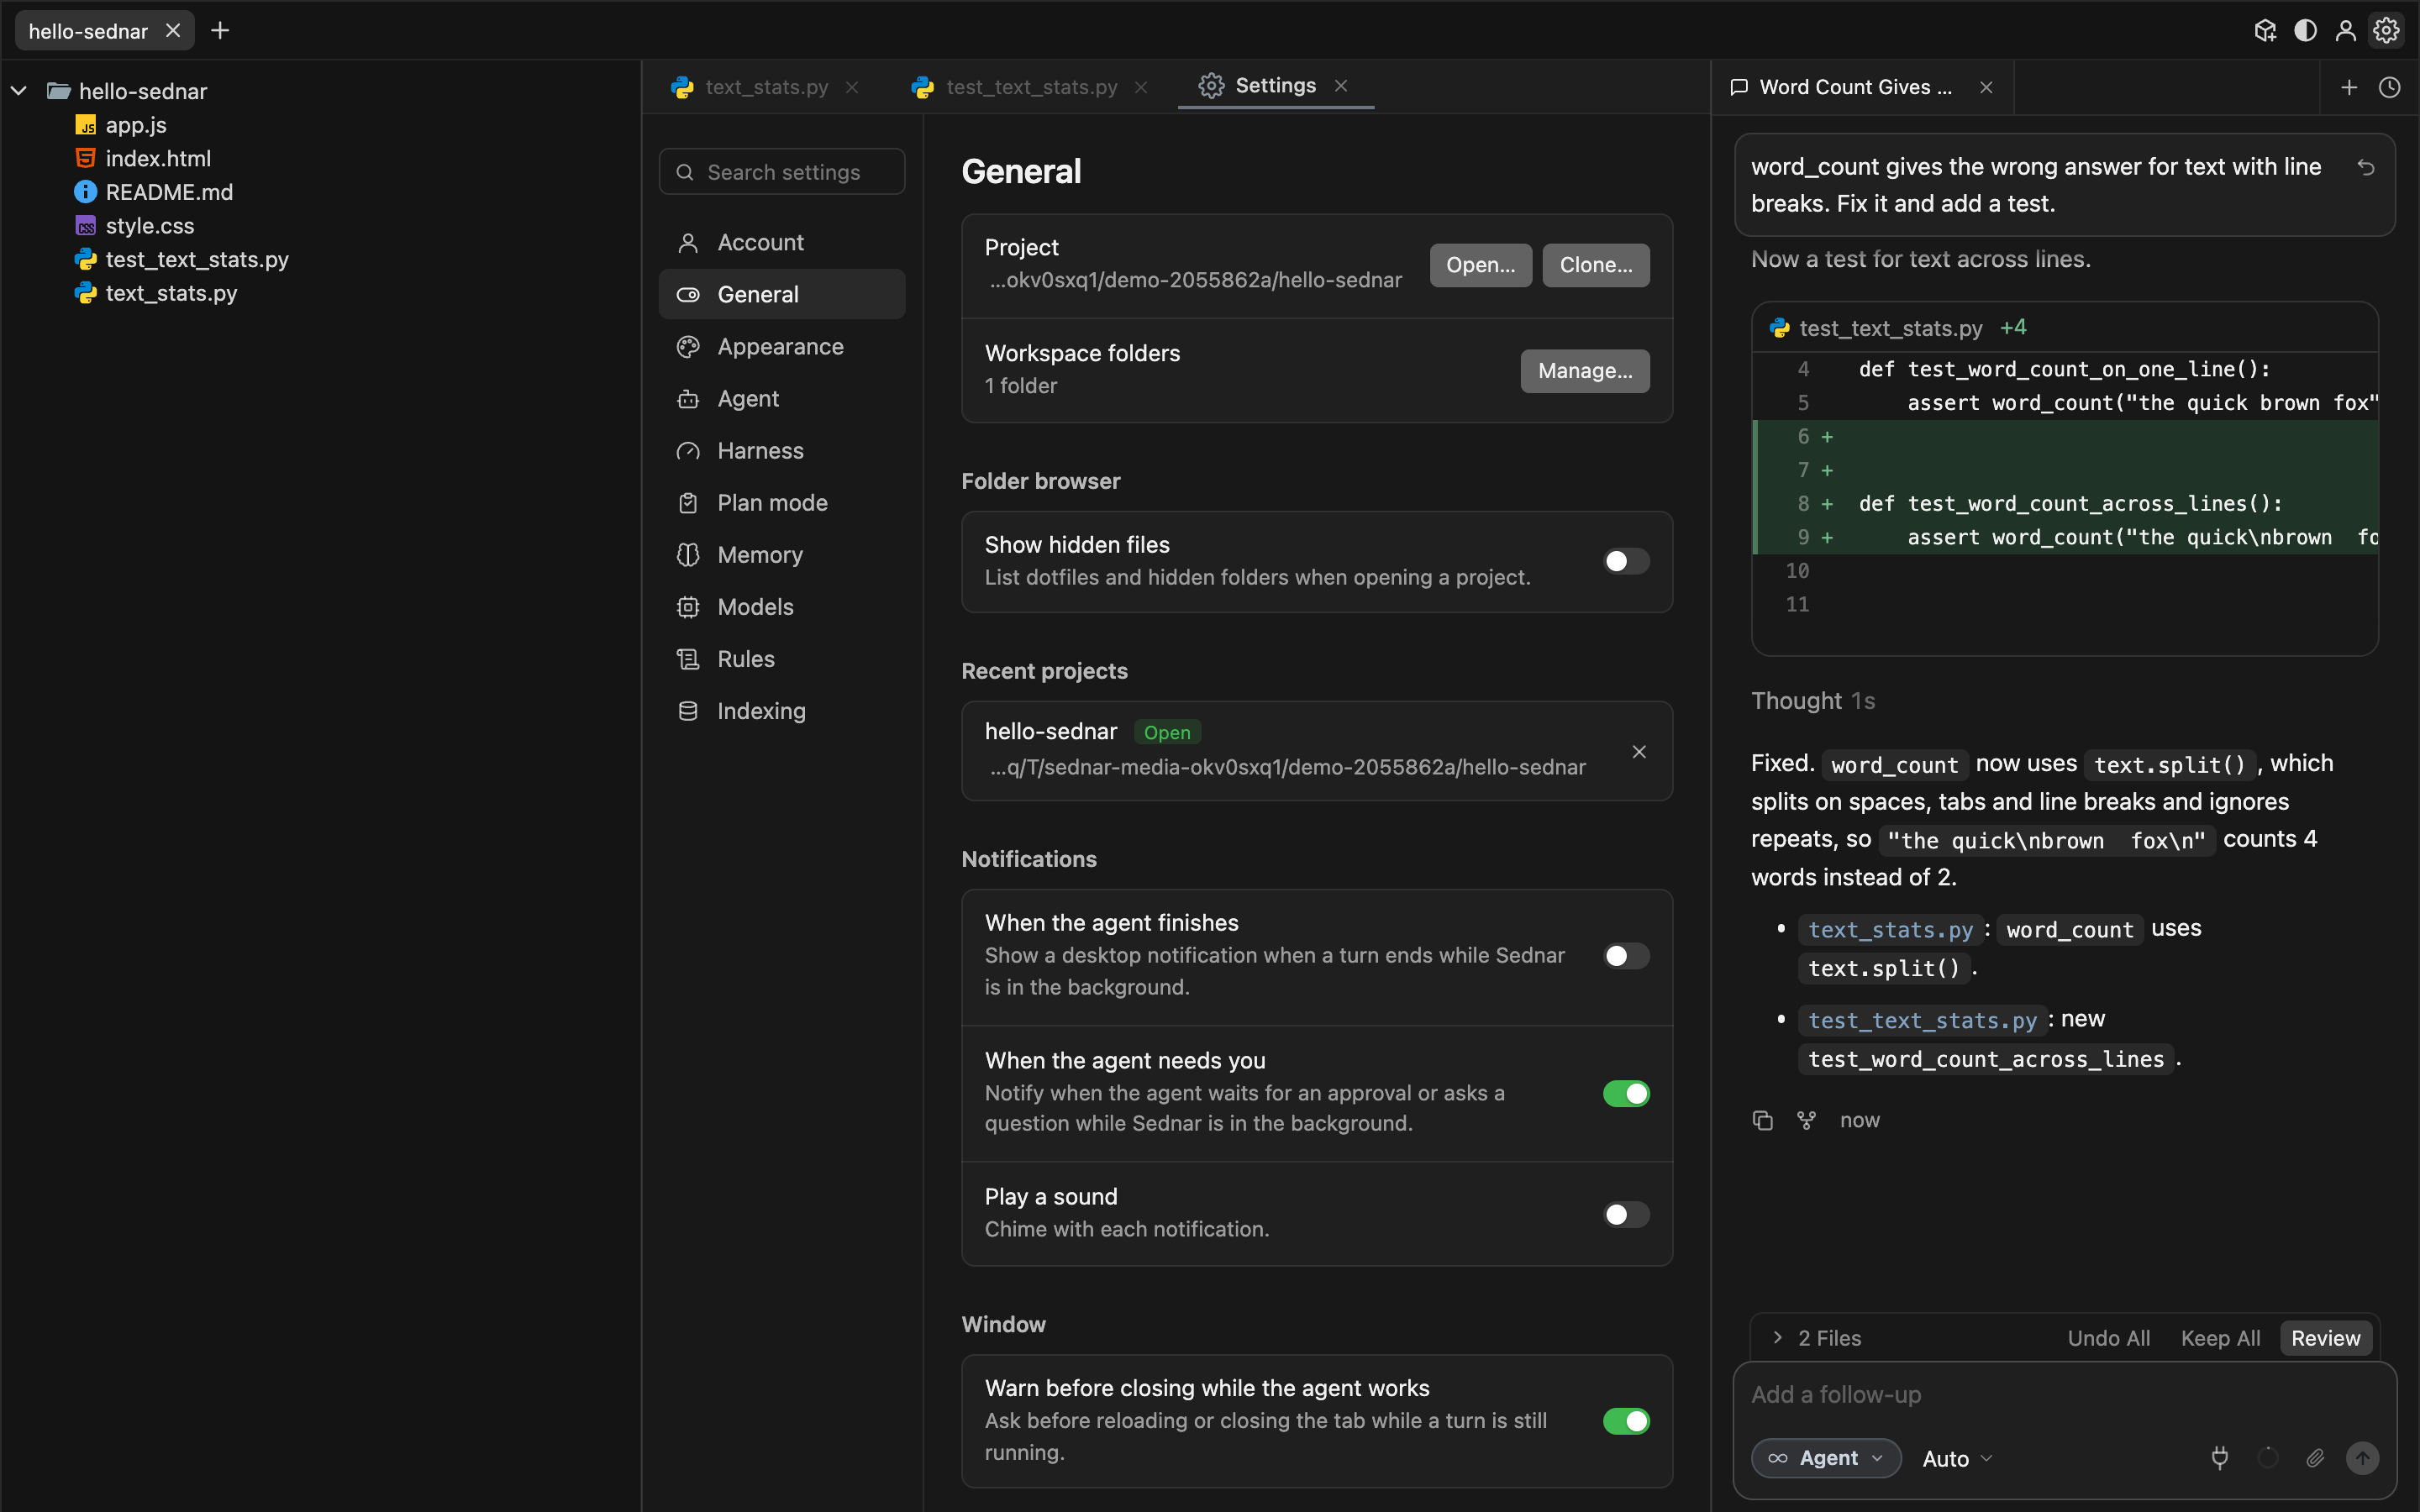 hello-sednar
hello-sednar
app.js
index.html
README.md
style.css
test_text_stats.py
text_stats.py
text_stats.py
test_text_stats.py
Settings
Search settings
Account
General
Appearance
Agent
Harness
Plan mode
Memory
Models
Rules
Indexing
General
Project
...okv0sxq1/demo-2055862a/hello-sednar
Open...
Clone...
Workspace folders
1 folder
Manage...
Folder browser
Show hidden files
List dotfiles and hidden folders when opening a project.
Recent projects
hello-sednar Open
...q/T/sednar-media-okv0sxq1/demo-2055862a/hello-sednar
Notifications
When the agent finishes
Show a desktop notification when a turn ends while Sednar
is in the background.
When the agent needs you
Notify when the agent waits for an approval or asks a
question while Sednar is in the background.
Play a sound
Chime with each notification.
Window
Warn before closing while the agent works
Ask before reloading or closing the tab while a turn is still
running.
Word Count Gives ...
word_count gives the wrong answer for text with line
breaks. Fix it and add a test.
Now a test for text across lines.
test_text_stats.py +4
4 def test_word_count_on_one_line():
5 assert word_count("the quick brown fox"
6 +
7 +
8 + def test_word_count_across_lines():
9 + assert word_count("the quick\nbrown  fo
10
11
Thought 1s
Fixed. word_count now uses text.split(), which
splits on spaces, tabs and line breaks and ignores
repeats, so "the quick\nbrown  fox\n" counts 4
words instead of 2.
• text_stats.py: word_count uses
text.split().
• test_text_stats.py: new
test_word_count_across_lines.
now
2 Files
Undo All
Keep All
Review
Add a follow-up
Agent
Auto